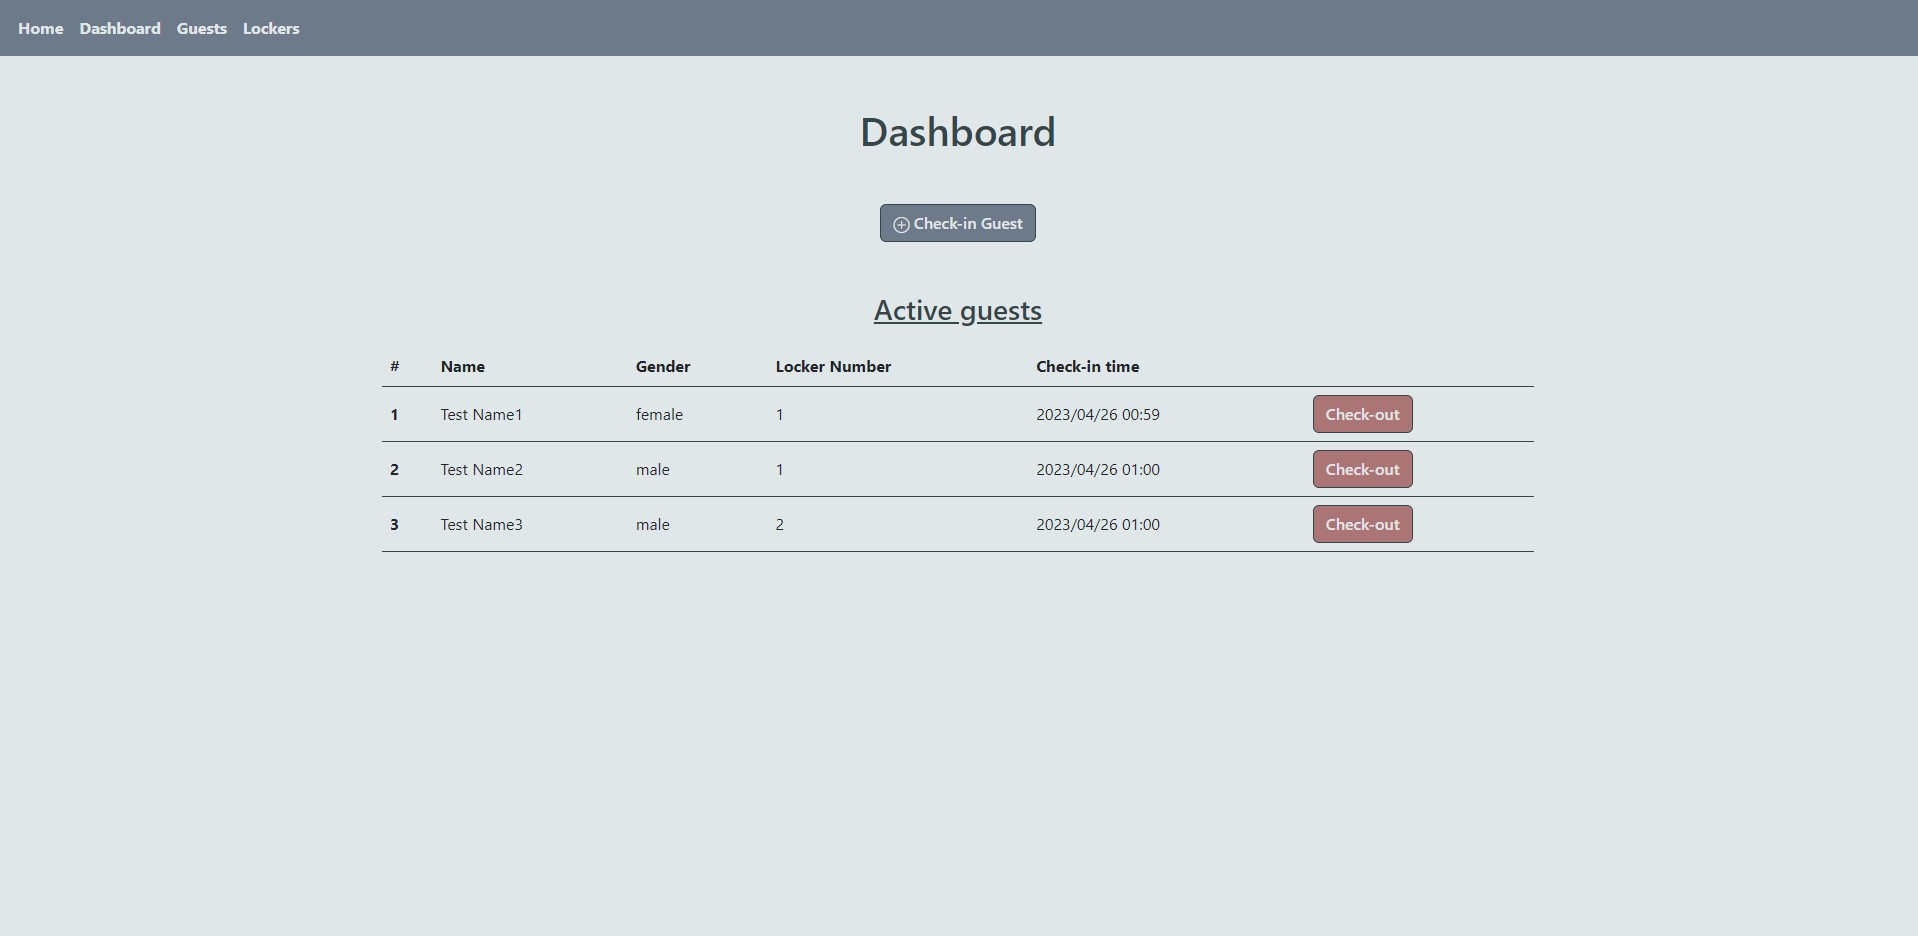 Home Dashboard Guests Lockers
Dashboard
Check-in Guest
Active guests
# Name Gender Locker Number Check-in time
1 Test Name1 female 1 2023/04/26 00:59 Check-out
2 Test Name2 male 1 2023/04/26 01:00 Check-out
3 Test Name3 male 2 2023/04/26 01:00 Check-out